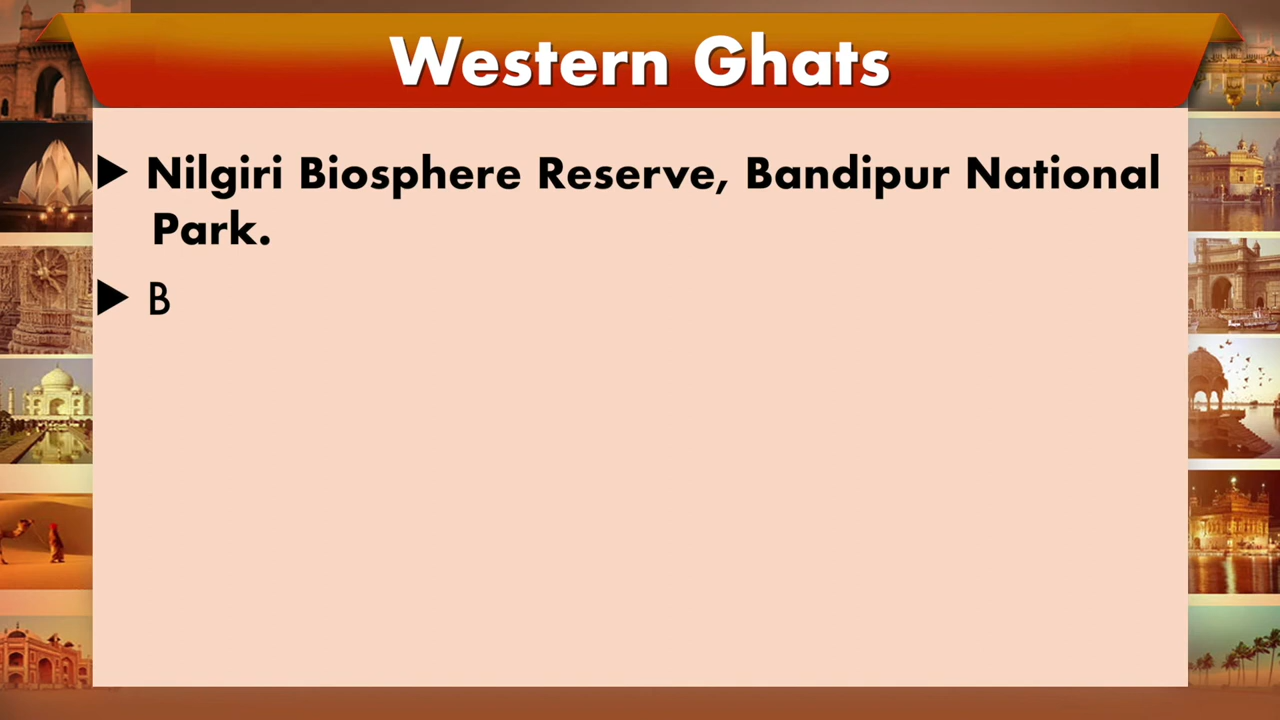 Western Ghats
Nilgiri Biosphere Reserve, Bandipur National
Park.
B